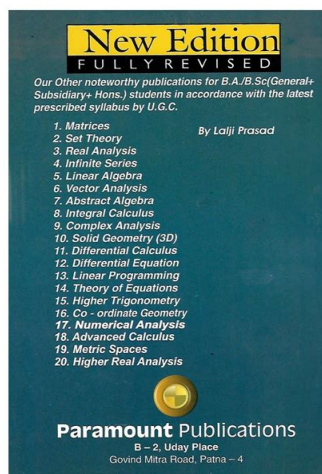 New Edition
FULLY REVISED
Our Other noteworthy publications for B.A./B.Sc(General+
Subsidiary+ Hons.) students in accordance with the latest
prescribed syllabus by U.G.C.
1. Matrices
By Lalji Prasad
2. Set Theory
3. Real Analysis
4. Infinite Series
5. Linear Algebra
6. Vector Analysis
7. Abstract Algebra
8. Integral Calculus
9. Complex Analysis
10. Solid Geometry (3D)
11. Differential Calculus
12. Differential Equation
13. Linear Programming
14. Theory of Equations
15. Higher Trigonometry
16. Co - ordinate Geometry
17. Numerical Analysis
18. Advanced Calculus
19. Metric Spaces
20. Higher Real Analysis
Paramount Publications
B – 2, Uday Place
Govind Mitra Road, Patna – 4